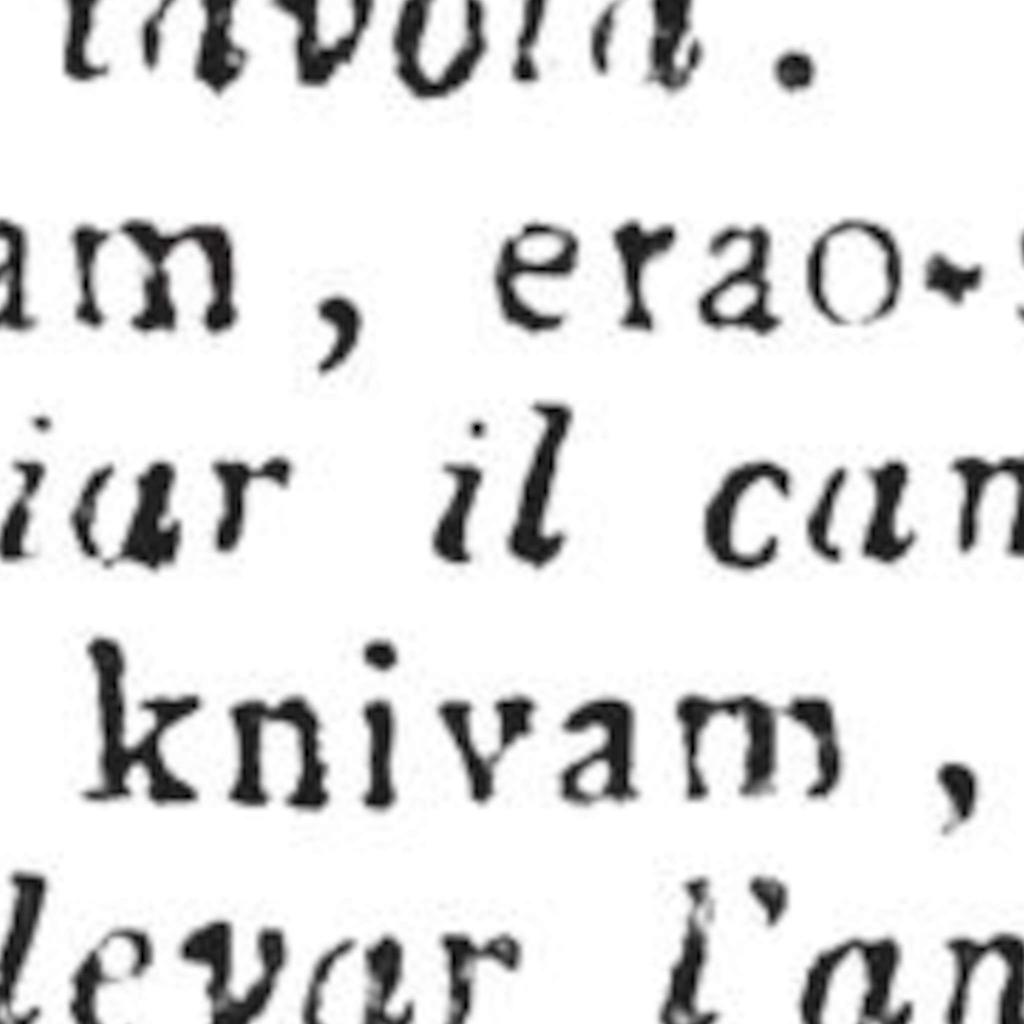 tavola.
am, erao-
iar il can
knivam,
levar l'an